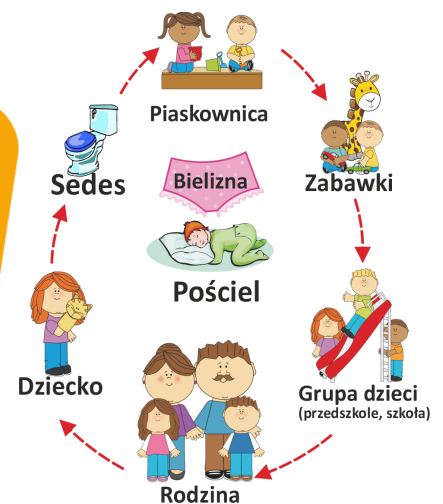 Piaskownica
Sedes
Bielizna
Zabawki
Pościel
Dziecko
Grupa dzieci
(przedszkole, szkoła)
Rodzina